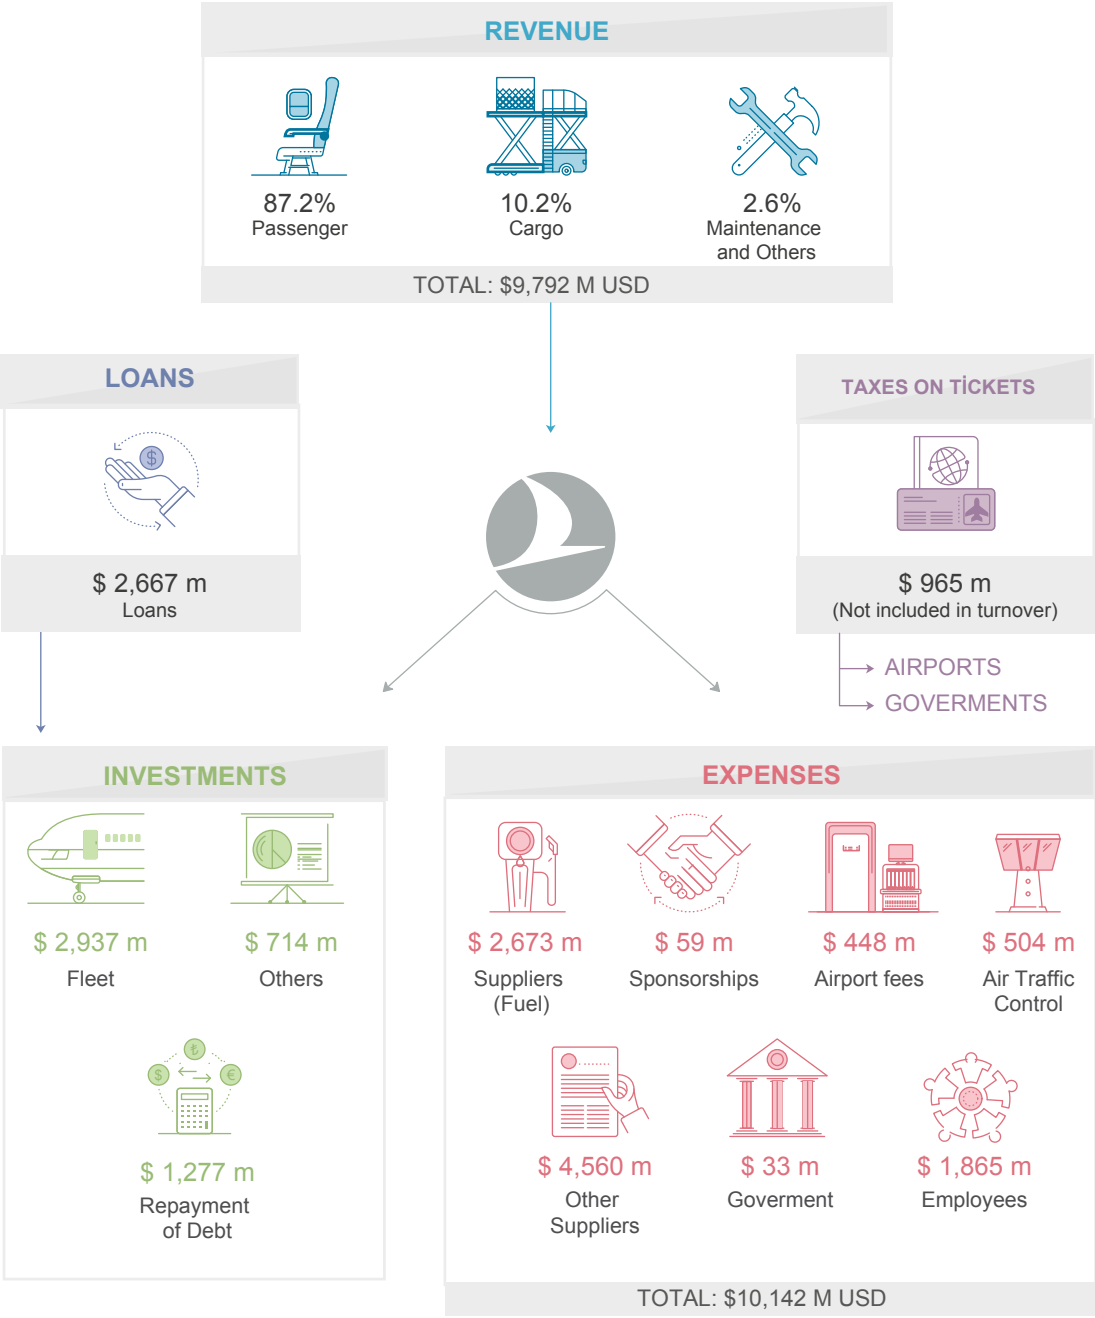 REVENUE
87.2%
Passenger
10.2%
Cargo
2.6%
Maintenance
and Others
TOTAL: $9,792 M USD
LOANS
$
$ 2,667 m
Loans
TAXES ON TİCKETS
$ 965 m
(Not included in turnover)
AIRPORTS
GOVERMENTS
INVESTMENTS
$ 2,937 m
Fleet
$ 714 m
Others
$
₺
€
$ 1,277 m
Repayment
of Debt
EXPENSES
$ 2,673 m
Suppliers
(Fuel)
$ 59 m
Sponsorships
$ 448 m
Airport fees
$ 504 m
Air Traffic
Control
$ 4,560 m
Other
Suppliers
$ 33 m
Goverment
$ 1,865 m
Employees
TOTAL: $10,142 M USD